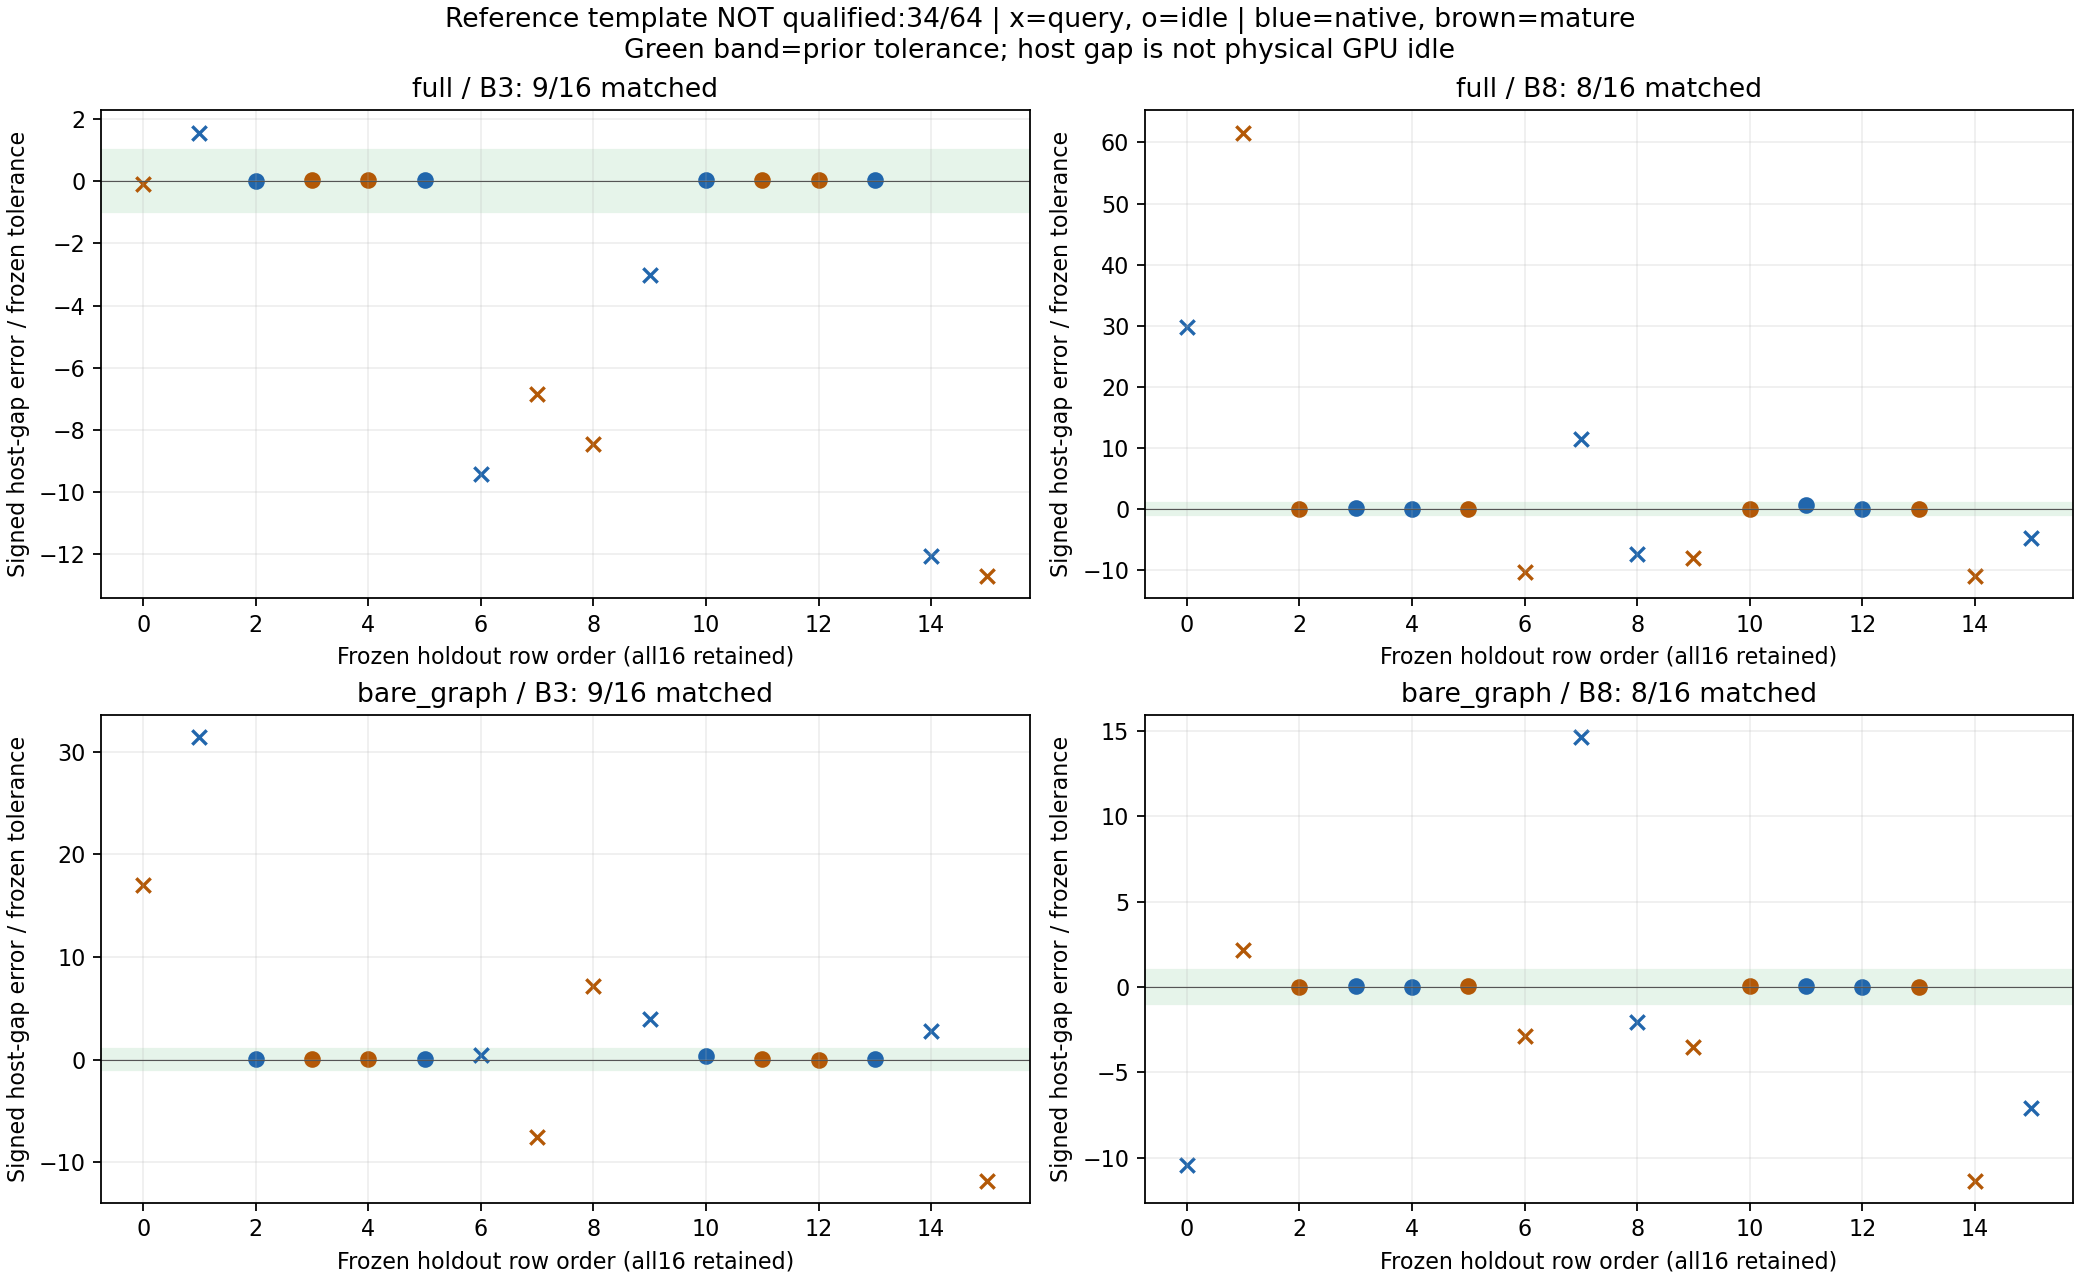 Reference template NOT qualified:34/64 | x=query, o=idle | blue=native, brown=mature
Green band=prior tolerance; host gap is not physical GPU idle
full / B3: 9/16 matched
Signed host-gap error / frozen tolerance
2
0
−2
−4
−6
−8
−10
−12
0 2 4 6 8 10 12 14
Frozen holdout row order (all16 retained)
full / B8: 8/16 matched
Signed host-gap error / frozen tolerance
60
50
40
30
20
10
0
−10
0 2 4 6 8 10 12 14
Frozen holdout row order (all16 retained)
bare_graph / B3: 9/16 matched
Signed host-gap error / frozen tolerance
30
20
10
0
−10
0 2 4 6 8 10 12 14
Frozen holdout row order (all16 retained)
bare_graph / B8: 8/16 matched
Signed host-gap error / frozen tolerance
15
10
5
0
−5
−10
0 2 4 6 8 10 12 14
Frozen holdout row order (all16 retained)